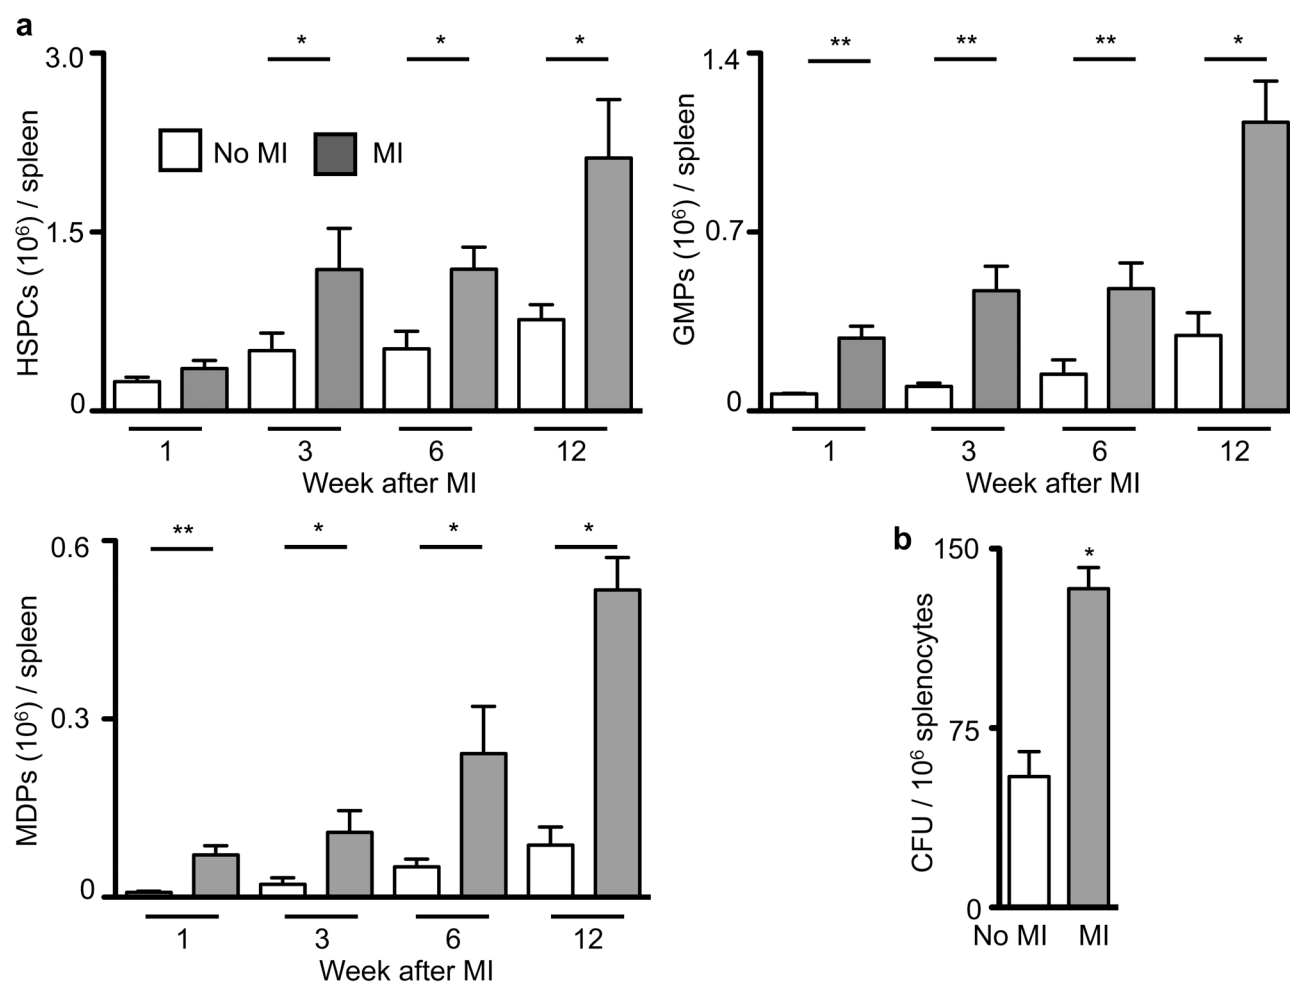 a
* * *
3.0
1.5
0
HSPCs (10⁶) / spleen
No MI MI
1 3 6 12
Week after MI
** ** ** *
1.4
0.7
0
GMPs (10⁶) / spleen
1 3 6 12
Week after MI
** * * *
0.6
0.3
0
MDPs (10⁶) / spleen
1 3 6 12
Week after MI
b
*
150
75
0
CFU / 10⁶ splenocytes
No MI MI